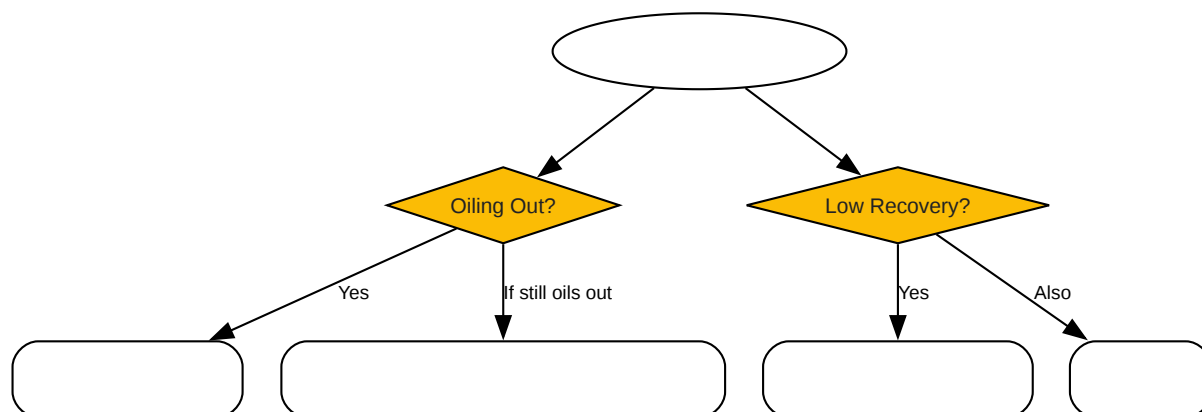 Oiling Out?
Low Recovery?
Yes
If still oils out
Yes
Also